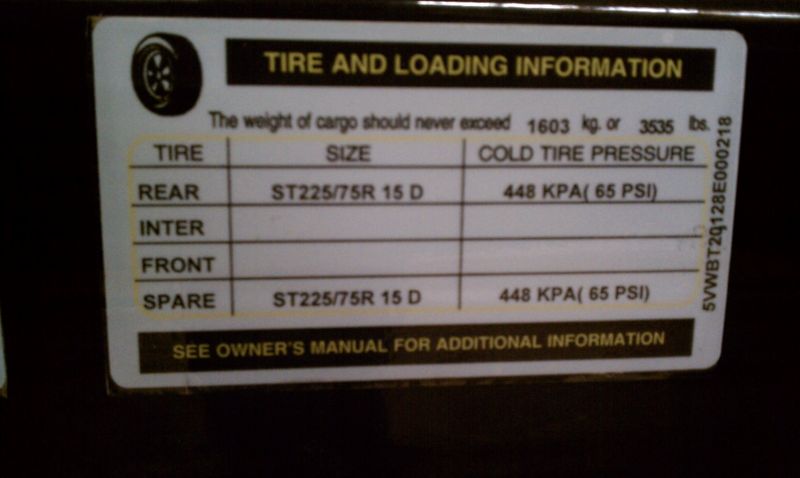 TIRE AND LOADING INFORMATION
The weight of cargo should never exceed 1603 kg. or 3535 lbs.
TIRE SIZE COLD TIRE PRESSURE
REAR ST225/75R 15 D 448 KPA( 65 PSI)
INTER
FRONT
SPARE ST225/75R 15 D 448 KPA( 65 PSI)
SEE OWNER'S MANUAL FOR ADDITIONAL INFORMATION
5VWBT20128E000218